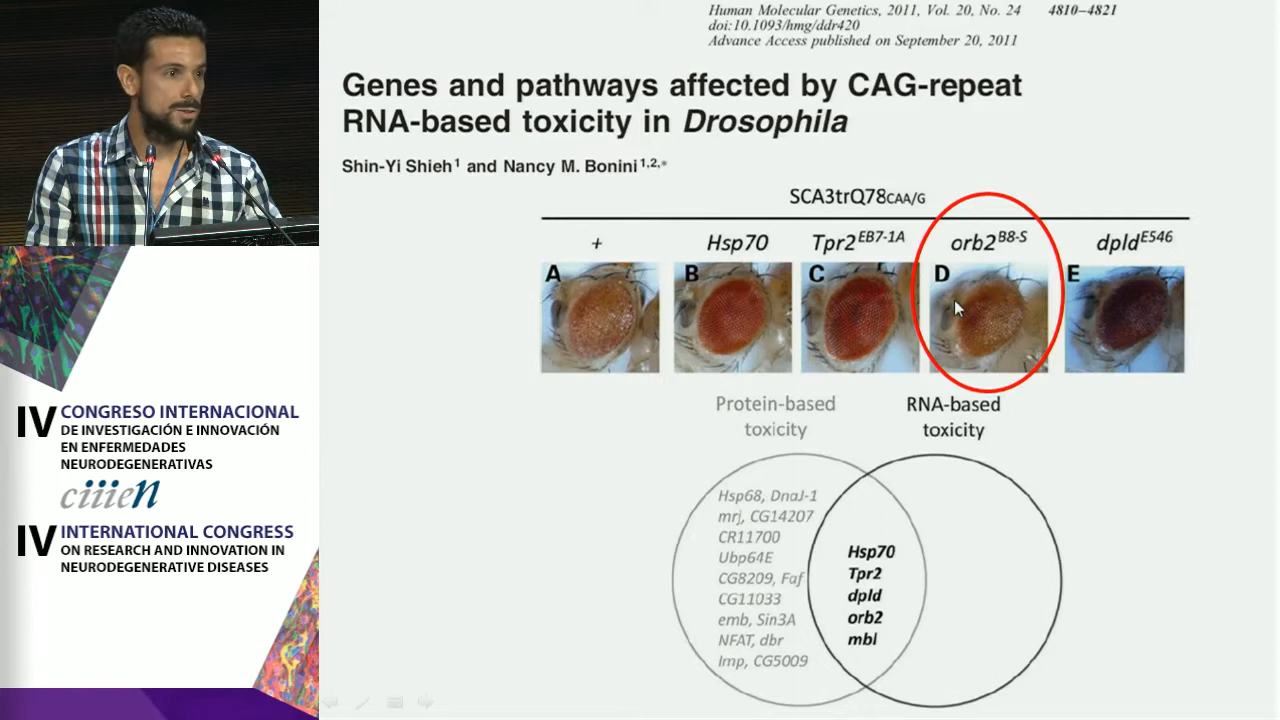 Human Molecular Genetics, 2011, Vol. 20, No. 24 4810–4821
doi:10.1093/hmg/ddr420
Advance Access published on September 20, 2011
Genes and pathways affected by CAG-repeat
RNA-based toxicity in Drosophila
Shin-Yi Shieh1 and Nancy M. Bonini1,2,*
SCA3trQ78CAA/G
+ Hsp70 Tpr2EB7-1A orb2B8-S dpldE546
A B C D E
Protein-based
toxicity
RNA-based
toxicity
Hsp68, DnaJ-1
mrj, CG14207
CR11700
Ubp64E
CG8209, Faf
CG11033
emb, Sin3A
NFAT, dbr
Imp, CG5009
Hsp70
Tpr2
dpld
orb2
mbl
IV CONGRESO INTERNACIONAL
DE INVESTIGACIÓN E INNOVACIÓN
EN ENFERMEDADES
NEURODEGENERATIVAS
ciiien
IV INTERNATIONAL CONGRESS
ON RESEARCH AND INNOVATION IN
NEURODEGENERATIVE DISEASES